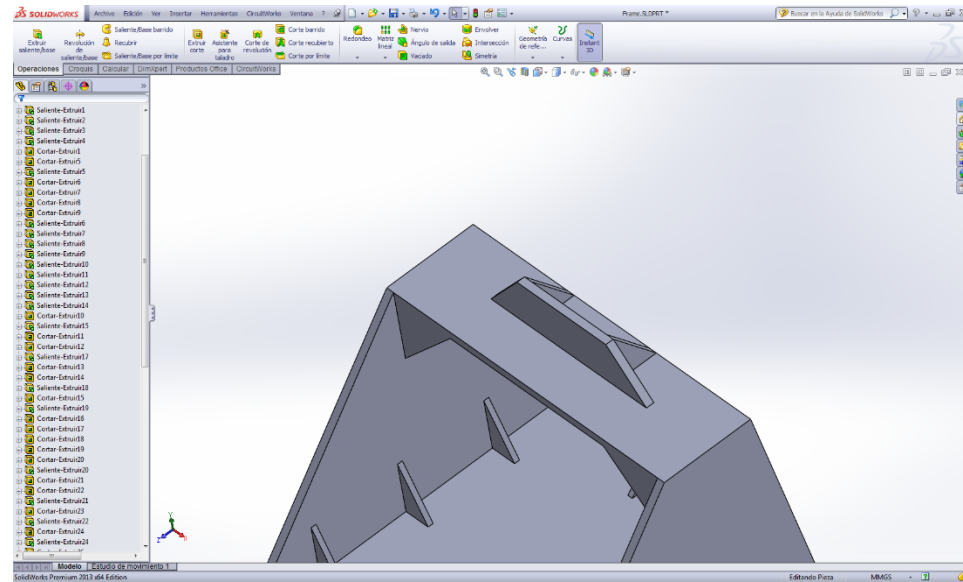 SOLIDWORKS Archivo Edición Ver Insertar Herramientas CircuitWorks Ventana ? Frame.SLDPRT * Buscar en la Ayuda de SolidWorks
Extruir saliente/base
Revolución de saliente/base
Saliente/Base barrido
Recubrir
Saliente/Base por límite
Extruir corte
Asistente para taladro
Corte de revolución
Corte barrido
Corte recubierto
Corte por límite
Redondeo
Matriz lineal
Nervio
Ángulo de salida
Vaciado
Envolver
Intersección
Simetría
Geometría de refe...
Curvas
Instant 3D
Operaciones Croquis Calcular DimXpert Productos Office CircuitWorks
Saliente-Extruir1
Saliente-Extruir2
Saliente-Extruir3
Saliente-Extruir4
Cortar-Extruir1
Cortar-Extruir5
Saliente-Extruir5
Cortar-Extruir6
Cortar-Extruir7
Cortar-Extruir8
Cortar-Extruir9
Saliente-Extruir6
Saliente-Extruir7
Saliente-Extruir8
Saliente-Extruir9
Saliente-Extruir10
Saliente-Extruir11
Saliente-Extruir12
Saliente-Extruir13
Saliente-Extruir14
Cortar-Extruir10
Saliente-Extruir15
Cortar-Extruir11
Cortar-Extruir12
Saliente-Extruir17
Cortar-Extruir13
Cortar-Extruir14
Saliente-Extruir18
Cortar-Extruir15
Saliente-Extruir19
Cortar-Extruir16
Cortar-Extruir17
Cortar-Extruir18
Cortar-Extruir19
Cortar-Extruir20
Saliente-Extruir20
Cortar-Extruir21
Cortar-Extruir22
Saliente-Extruir21
Cortar-Extruir23
Saliente-Extruir22
Cortar-Extruir24
Saliente-Extruir24
Y
Z
X
Modelo Estudio de movimiento 1
SolidWorks Premium 2013 x64 Edition Editando Pieza MMGS